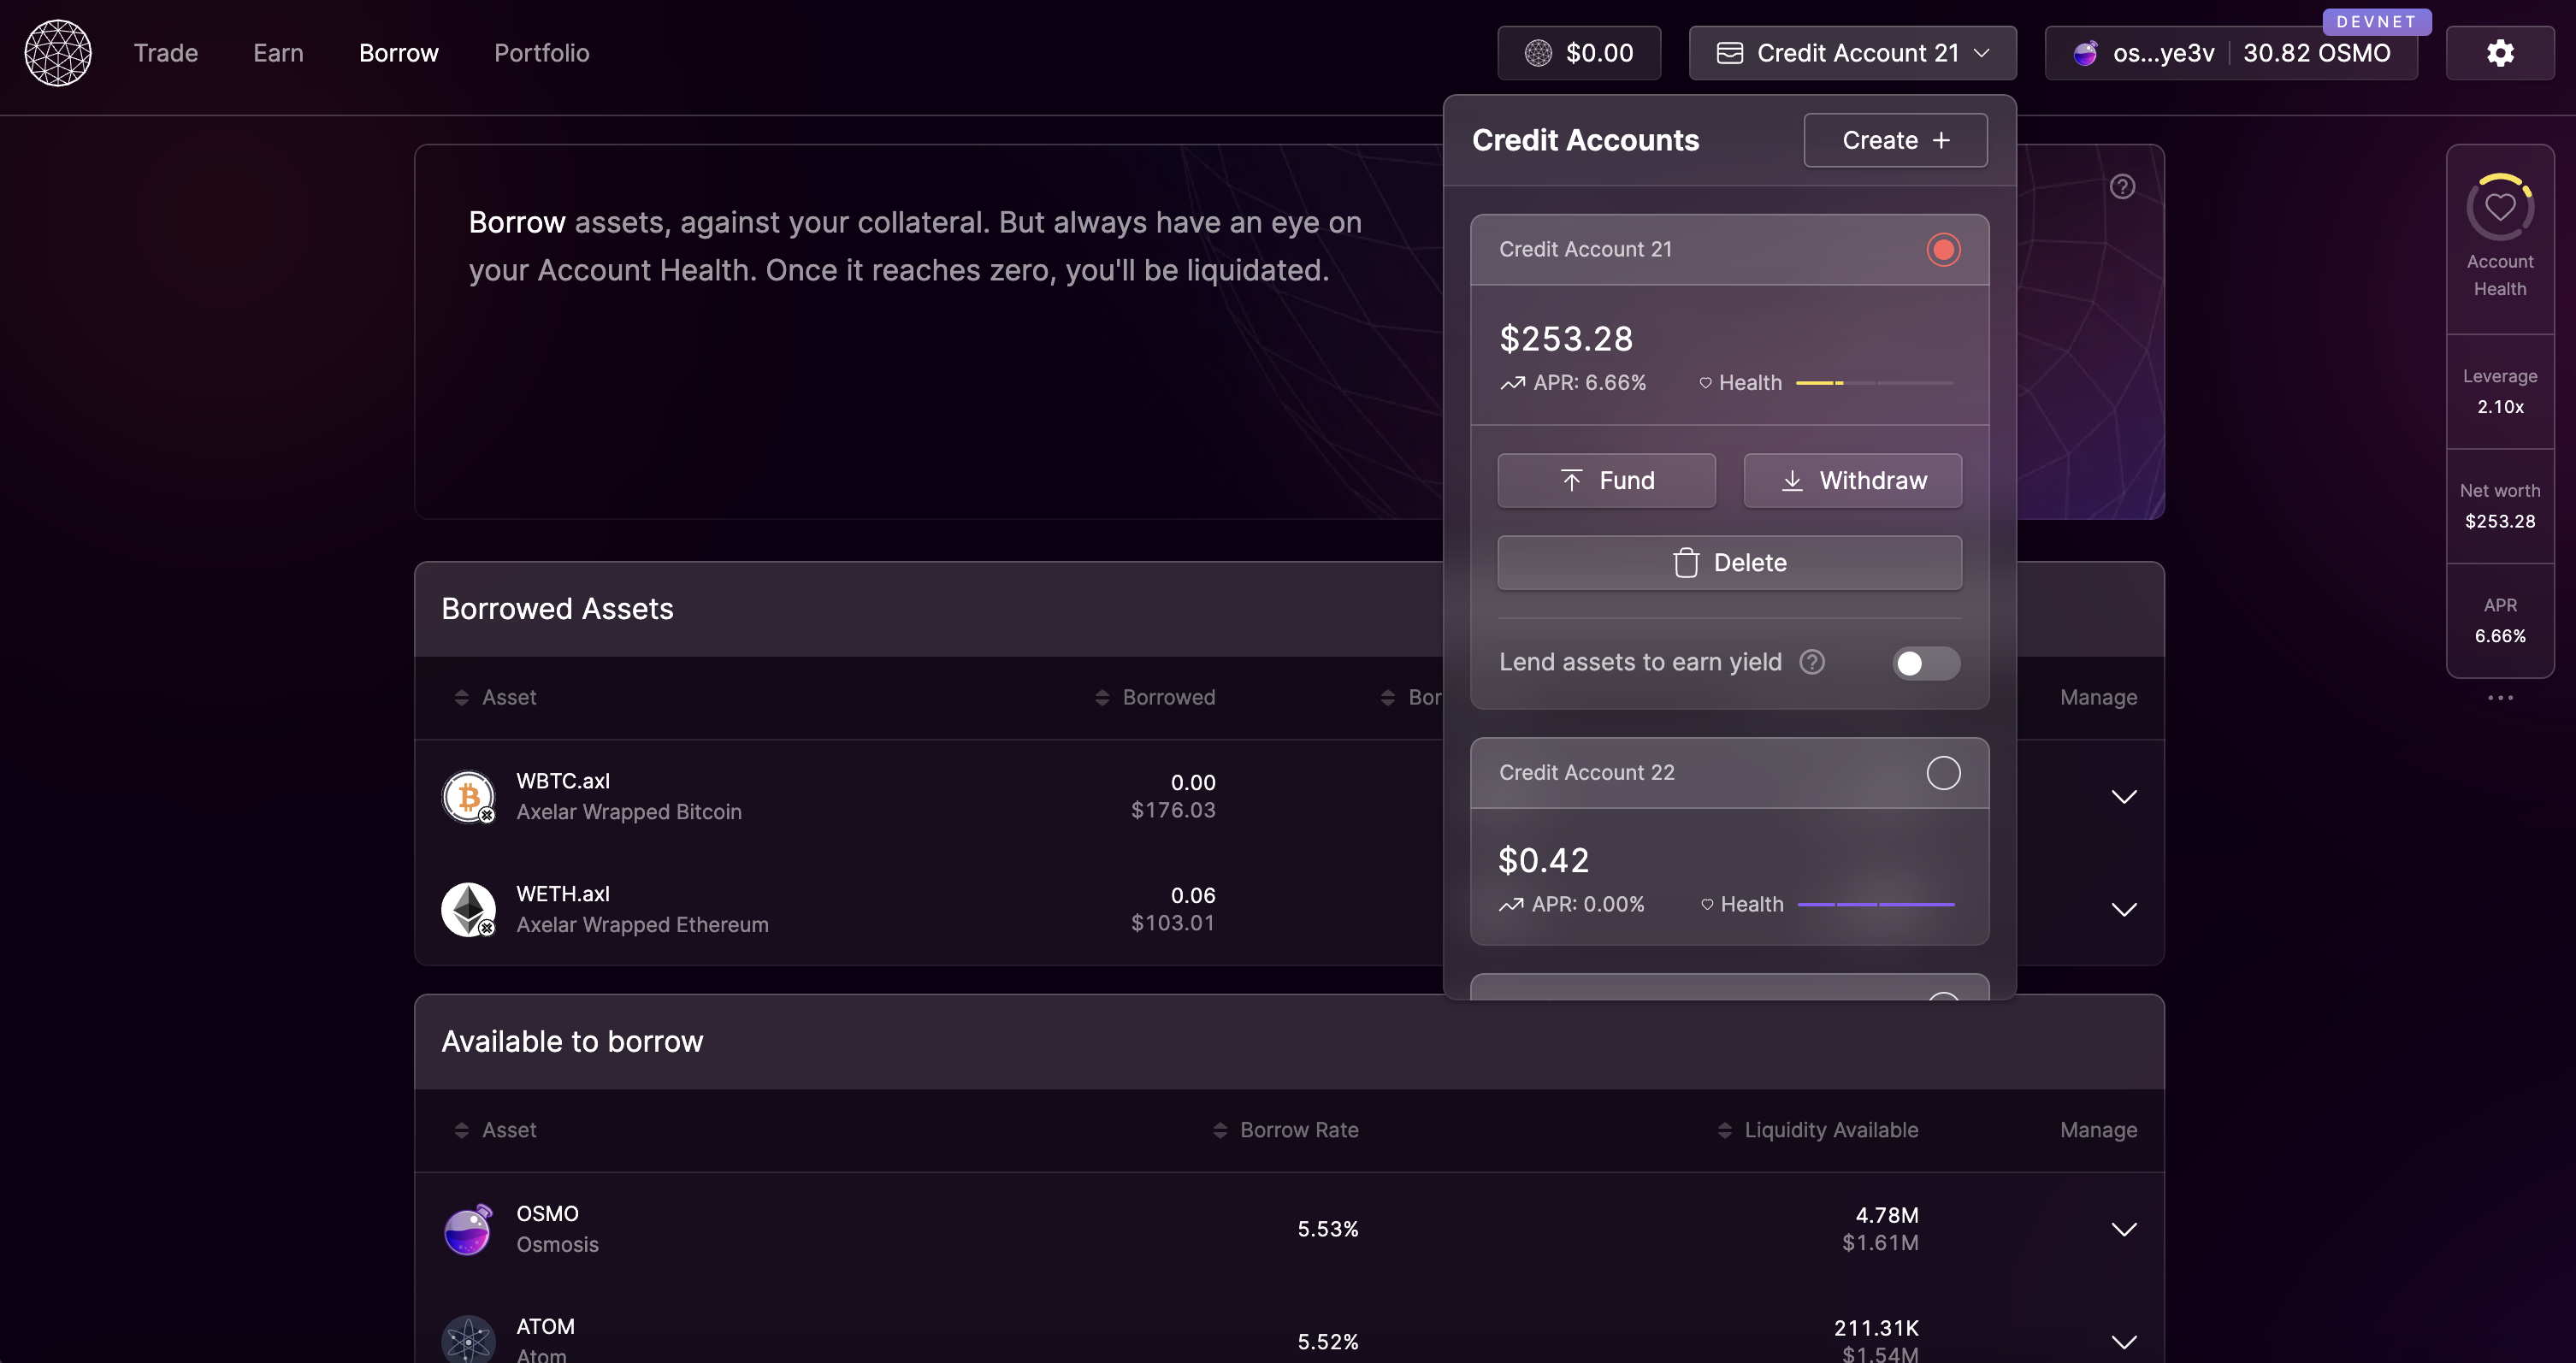 Trade
Earn
Borrow
Portfolio
$0.00
Credit Account 21
os...ye3v
30.82 OSMO
DEVNET
Borrow assets, against your collateral. But always have an eye on
your Account Health. Once it reaches zero, you'll be liquidated.
Credit Accounts
Create +
Credit Account 21
$253.28
APR: 6.66%
Health
Fund
Withdraw
Delete
Lend assets to earn yield
Credit Account 22
$0.42
APR: 0.00%
Health
Account
Health
Leverage
2.10x
Net worth
$253.28
APR
6.66%
Borrowed Assets
Asset
Borrowed
Bor
Manage
WBTC.axl
Axelar Wrapped Bitcoin
0.00
$176.03
WETH.axl
Axelar Wrapped Ethereum
0.06
$103.01
Available to borrow
Asset
Borrow Rate
Liquidity Available
Manage
OSMO
Osmosis
5.53%
4.78M
$1.61M
ATOM
Atom
5.52%
211.31K
$1.54M